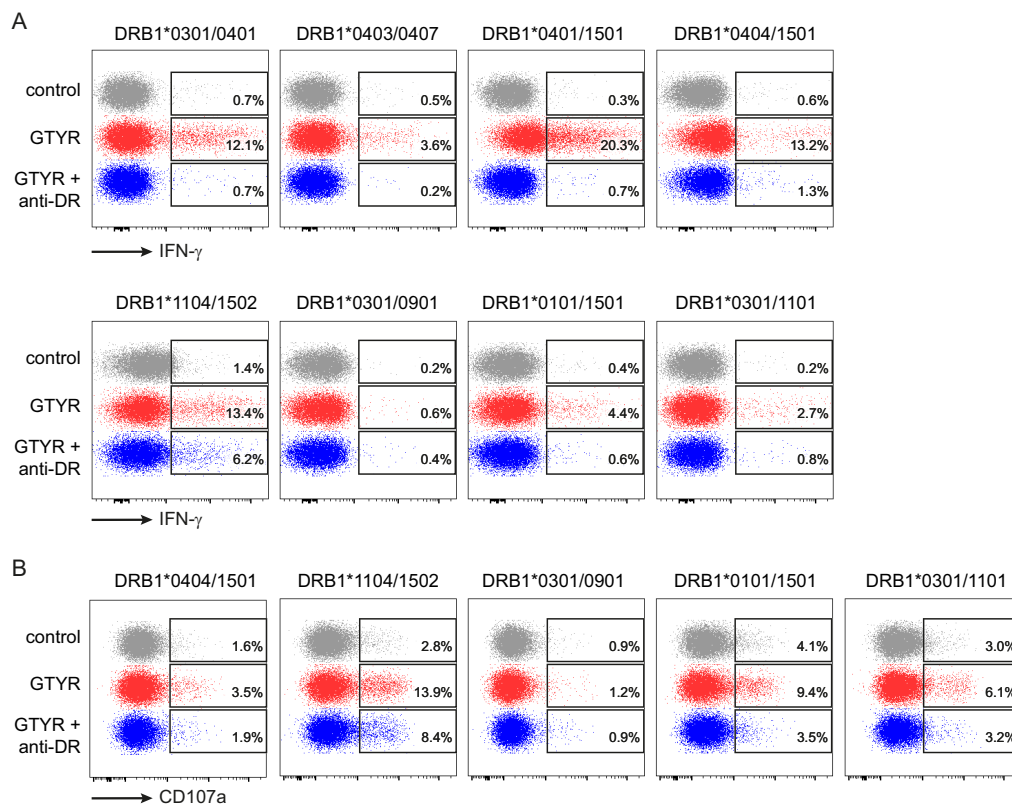 A
DRB1*0301/0401 DRB1*0403/0407 DRB1*0401/1501 DRB1*0404/1501
control 0.7% 0.5% 0.3% 0.6%
GTYR 12.1% 3.6% 20.3% 13.2%
GTYR + anti-DR 0.7% 0.2% 0.7% 1.3%
IFN-γ
DRB1*1104/1502 DRB1*0301/0901 DRB1*0101/1501 DRB1*0301/1101
control 1.4% 0.2% 0.4% 0.2%
GTYR 13.4% 0.6% 4.4% 2.7%
GTYR + anti-DR 6.2% 0.4% 0.6% 0.8%
IFN-γ
B
DRB1*0404/1501 DRB1*1104/1502 DRB1*0301/0901 DRB1*0101/1501 DRB1*0301/1101
control 1.6% 2.8% 0.9% 4.1% 3.0%
GTYR 3.5% 13.9% 1.2% 9.4% 6.1%
GTYR + anti-DR 1.9% 8.4% 0.9% 3.5% 3.2%
CD107a